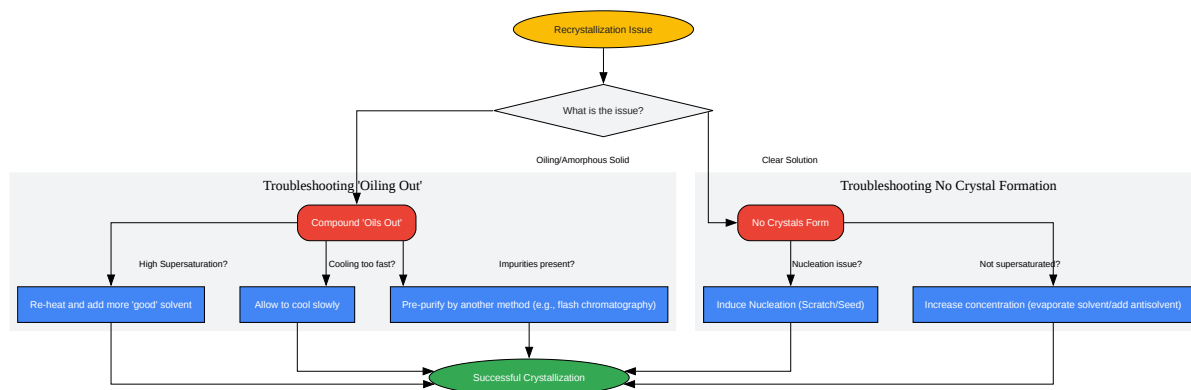 Recrystallization Issue
What is the issue?
Oiling/Amorphous Solid
Clear Solution
Troubleshooting 'Oiling Out'
Troubleshooting No Crystal Formation
Compound 'Oils Out'
No Crystals Form
High Supersaturation?
Cooling too fast?
Impurities present?
Nucleation issue?
Not supersaturated?
Re-heat and add more 'good' solvent
Allow to cool slowly
Pre-purify by another method (e.g., flash chromatography)
Induce Nucleation (Scratch/Seed)
Increase concentration (evaporate solvent/add antisolvent)
Successful Crystallization